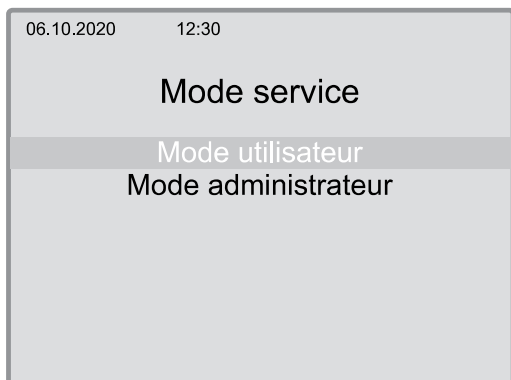 06.10.2020 12:30
Mode service
Mode utilisateur
Mode administrateur